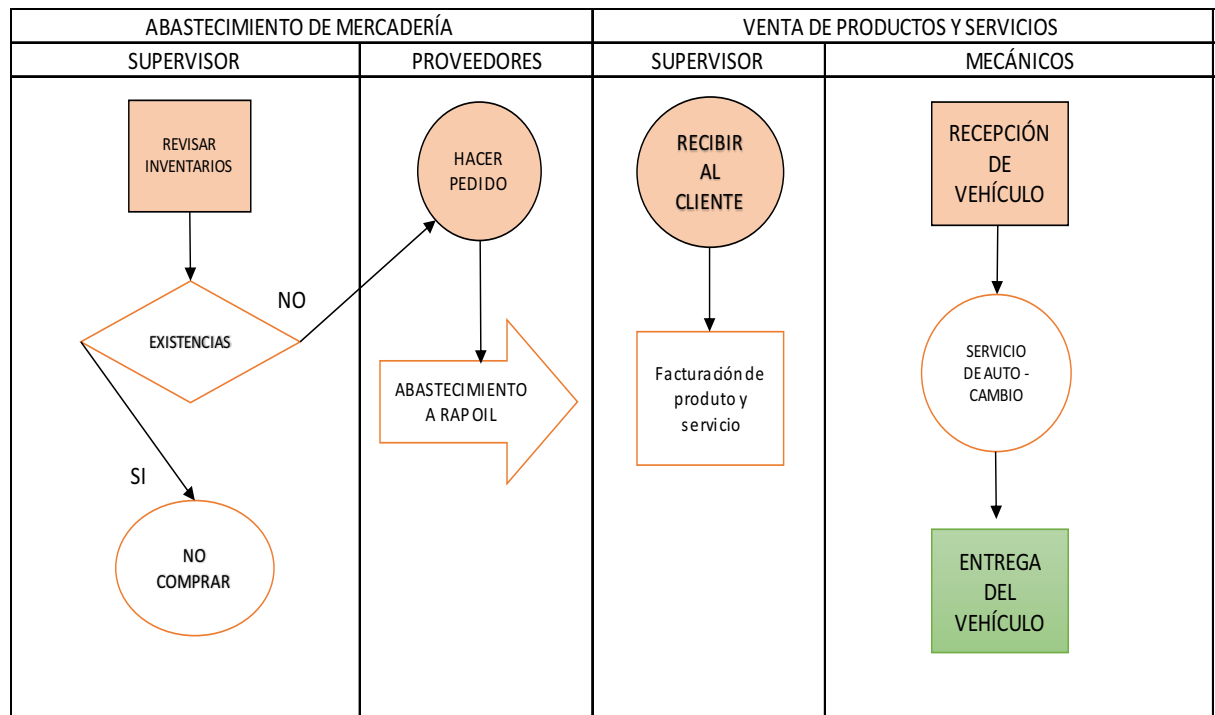 ABASTECIMIENTO DE MERCADERÍA
VENTA DE PRODUCTOS Y SERVICIOS
SUPERVISOR
PROVEEDORES
SUPERVISOR
MECÁNICOS
REVISAR
INVENTARIOS
EXISTENCIAS
NO
SI
NO
COMPRAR
HACER
PEDIDO
ABASTECIMIENTO
A RAP OIL
RECIBIR
AL
CLIENTE
Facturación de
produto y
servicio
RECEPCIÓN
DE
VEHÍCULO
SERVICIO
DE AUTO -
CAMBIO
ENTREGA
DEL
VEHÍCULO